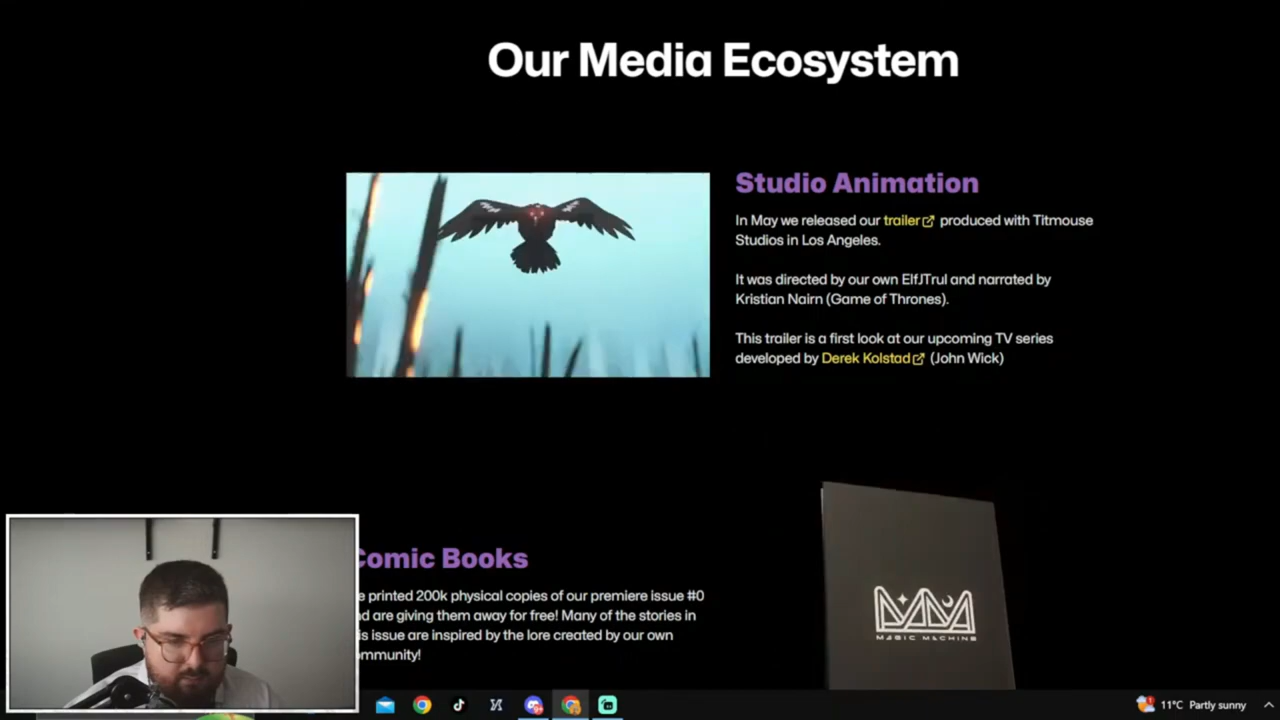 Our Media Ecosystem
Studio Animation
In May we released our trailer produced with Titmouse
Studios in Los Angeles.
It was directed by our own ElfJTrul and narrated by
Kristian Nairn (Game of Thrones).
This trailer is a first look at our upcoming TV series
developed by Derek Kolstad (John Wick)
Comic Books
e printed 200k physical copies of our premiere issue #0
nd are giving them away for free! Many of the stories in
is issue are inspired by the lore created by our own
mmunity!
MAGIC MACHINE
11°C Partly sunny